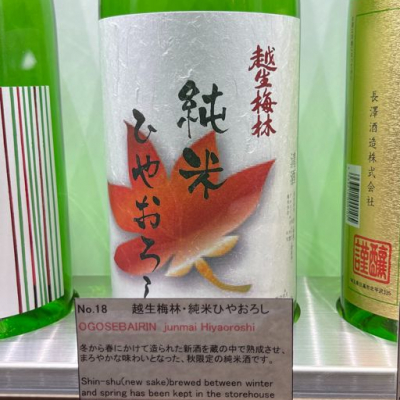 越生梅林
純米
ひやおろし
清酒
長澤酒造株式会社
謹醸
No.18 越生梅林・純米ひやおろし
OGOSEBAIRIN junmai Hiyaoroshi
冬から春にかけて造られた新酒を蔵の中で熟成させ、
まろやかな味わいとなった、秋限定の純米酒です。
Shin-shu(new sake)brewed between winter
and spring has been kept in the storehouse